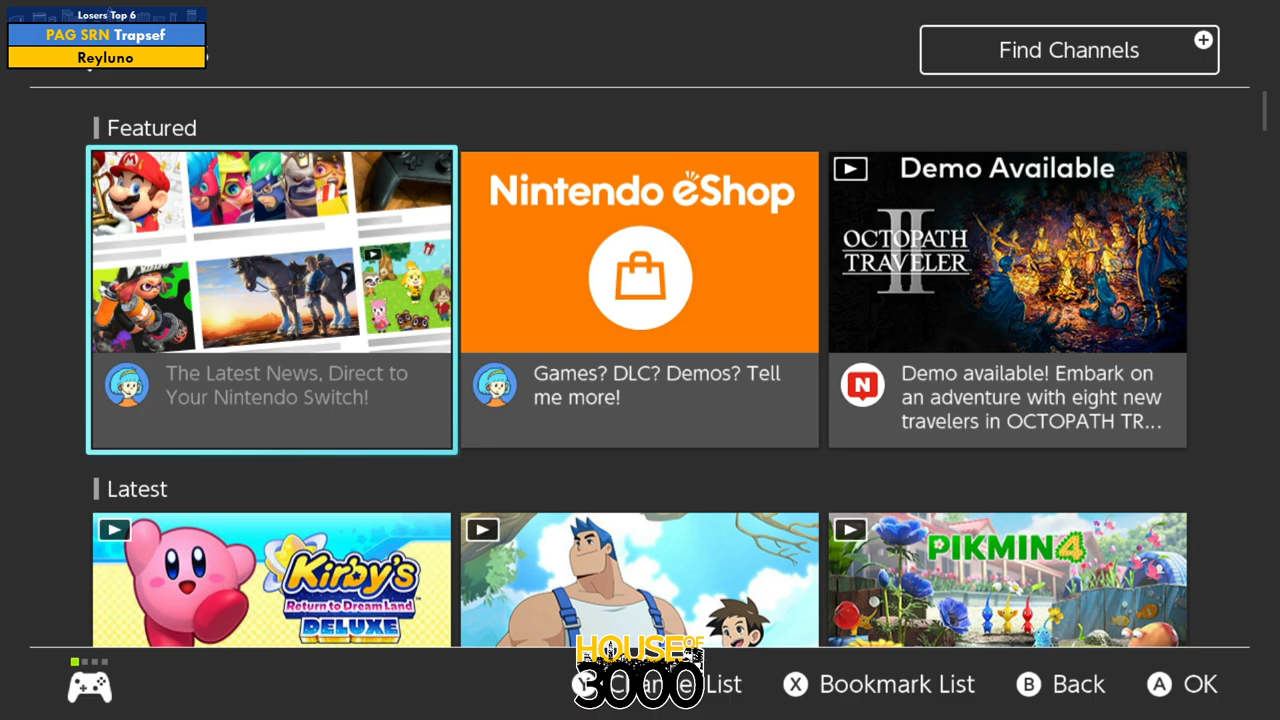 Losers Top 6
PAG SRN Trapsef
Reyluno
Find Channels
Featured
Nintendo eShop
Demo Available
OCTOPATH
TRAVELER
II
The Latest News, Direct to
Your Nintendo Switch!
Games? DLC? Demos? Tell
me more!
N
Demo available! Embark on
an adventure with eight new
travelers in OCTOPATH TR...
Latest
Kirby's
Return to Dream Land
DELUXE
PIKMIN 4
HOUSE OF
3000
List
X Bookmark List
B Back
A OK